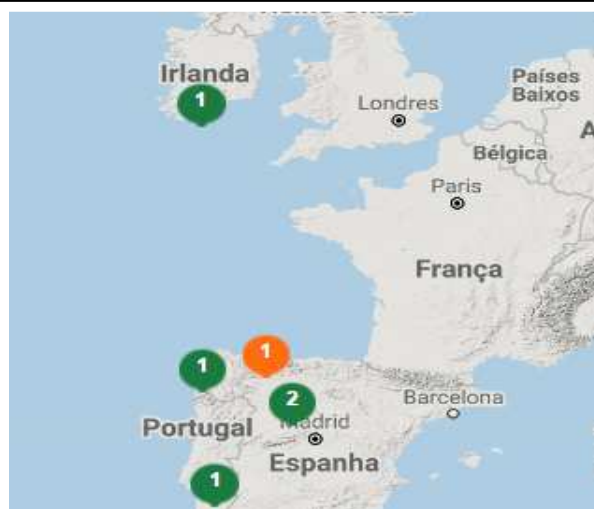 Irlanda
1
Londres
Países
Baixos
Bélgica
Paris
França
1
1
2
Barcelona
Madrid
Portugal
Espanha
1